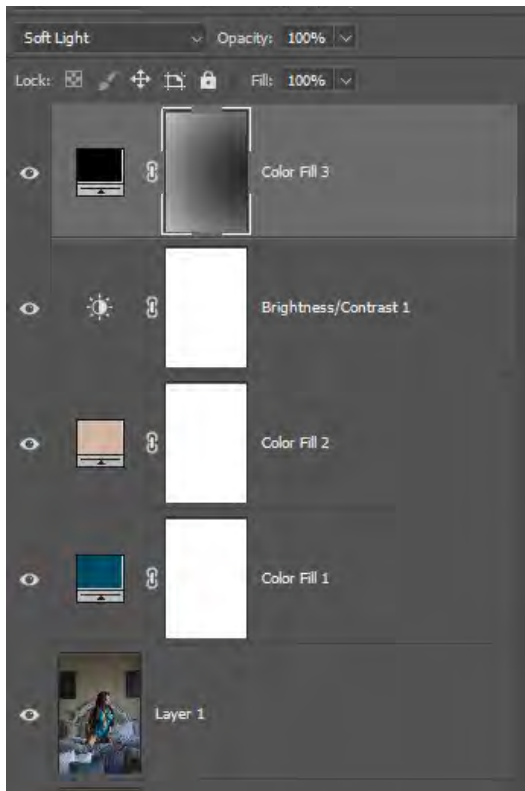 Soft Light Opacity: 100%
Lock: Fill: 100%
Color Fill 3
Brightness/Contrast 1
Color Fill 2
Color Fill 1
Layer 1